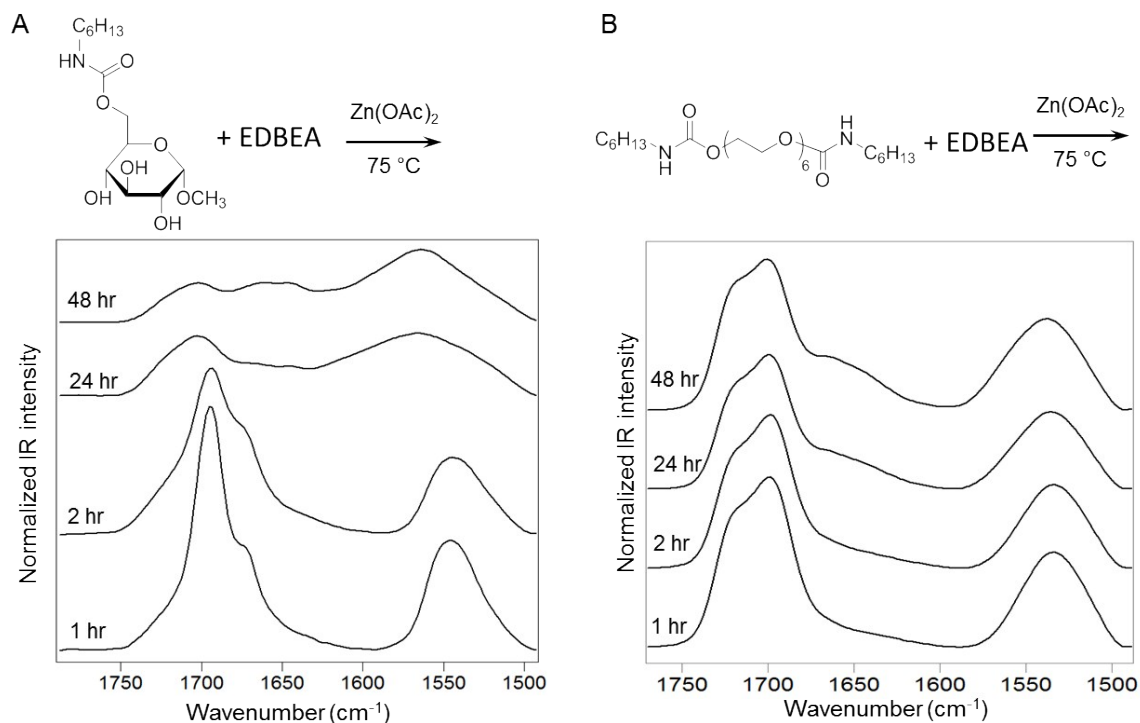 A
C₆H₁₃
HN
O
O
O
HO
OH
OCH₃
OH
+ EDBEA
Zn(OAc)₂
75 °C
48 hr
24 hr
2 hr
1 hr
Normalized IR intensity
1750 1700 1650 1600 1550 1500
Wavenumber (cm⁻¹)
B
C₆H₁₃
N
H
O
O
O
6
O
H
N
C₆H₁₃
+ EDBEA
Zn(OAc)₂
75 °C
48 hr
24 hr
2 hr
1 hr
Normalized IR intensity
1750 1700 1650 1600 1550 1500
Wavenumber (cm⁻¹)